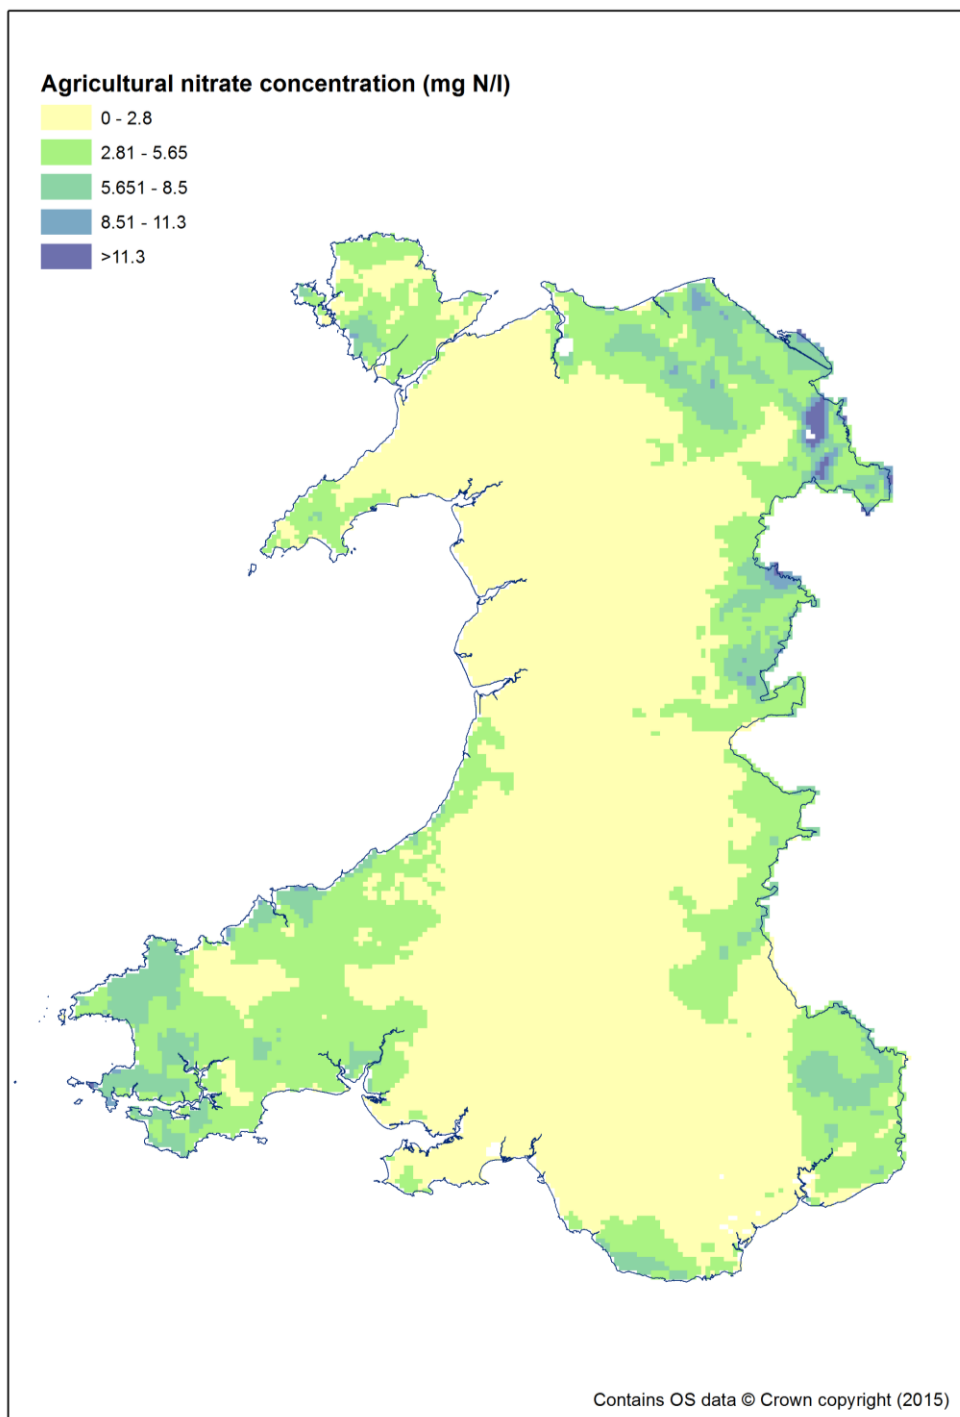 Agricultural nitrate concentration (mg N/l)
0 - 2.8
2.81 - 5.65
5.651 - 8.5
8.51 - 11.3
>11.3
Contains OS data © Crown copyright (2015)